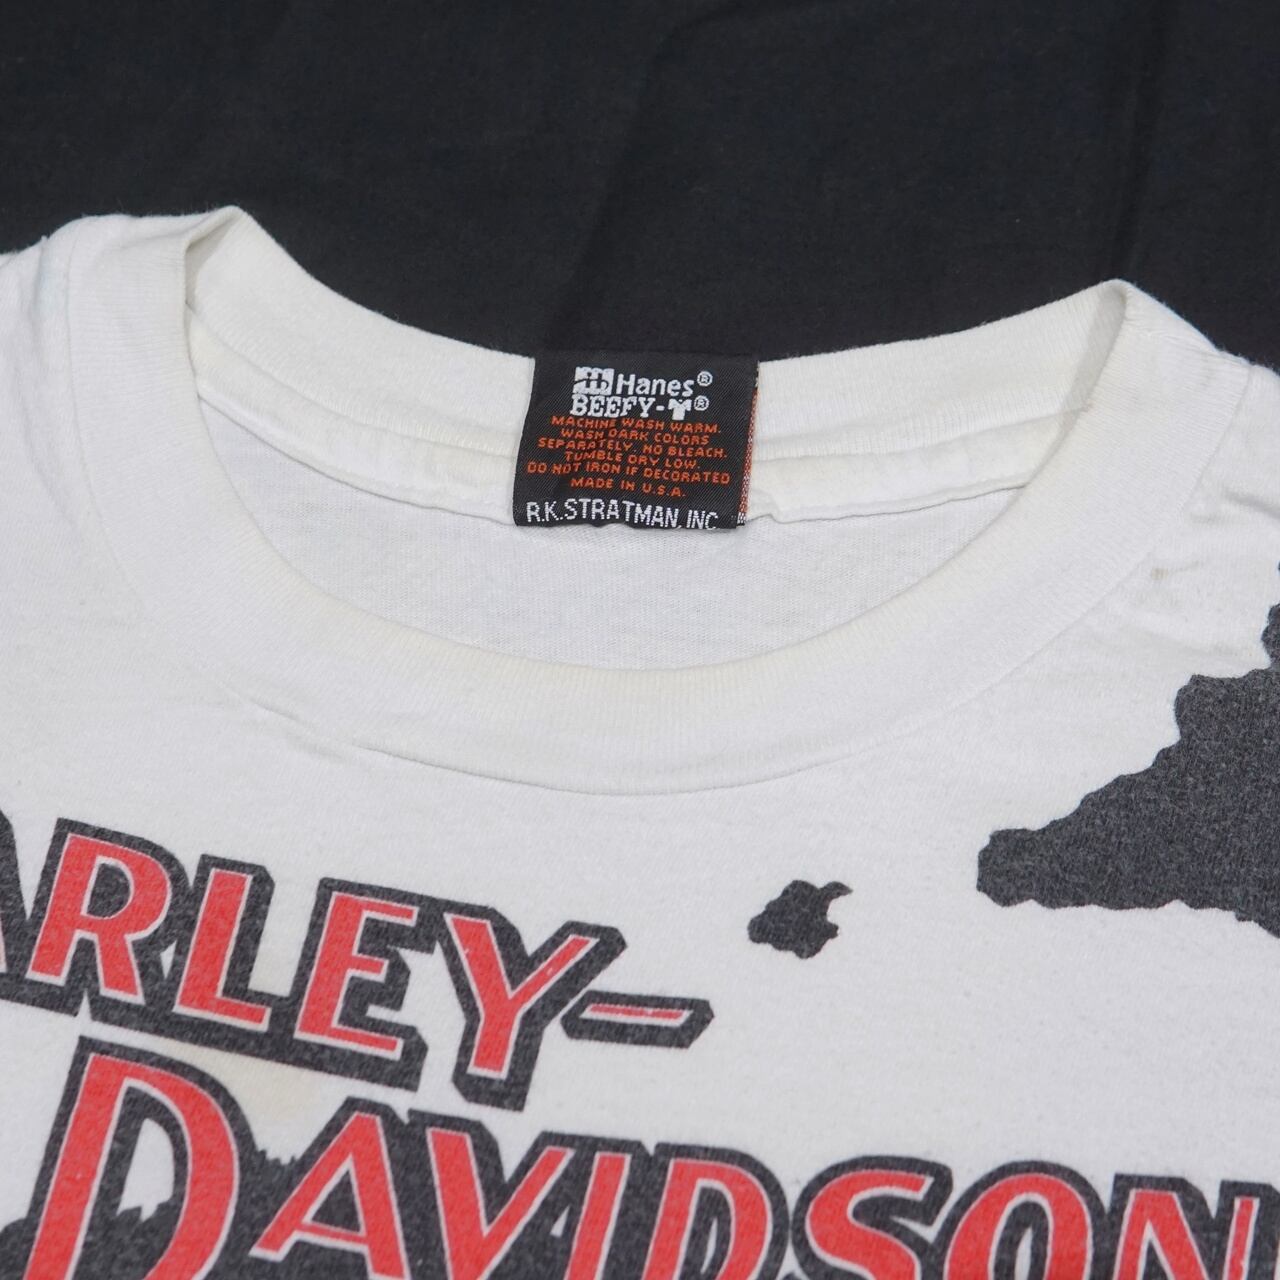 Hanes®
BEEFY-T®
MACHINE WASH WARM.
WASH DARK COLORS
SEPARATELY. NO BLEACH.
TUMBLE DRY LOW.
DO NOT IRON IF DECORATED
MADE IN U.S.A.
R.K.STRATMAN, INC
ARLEY-
DAVIDSON